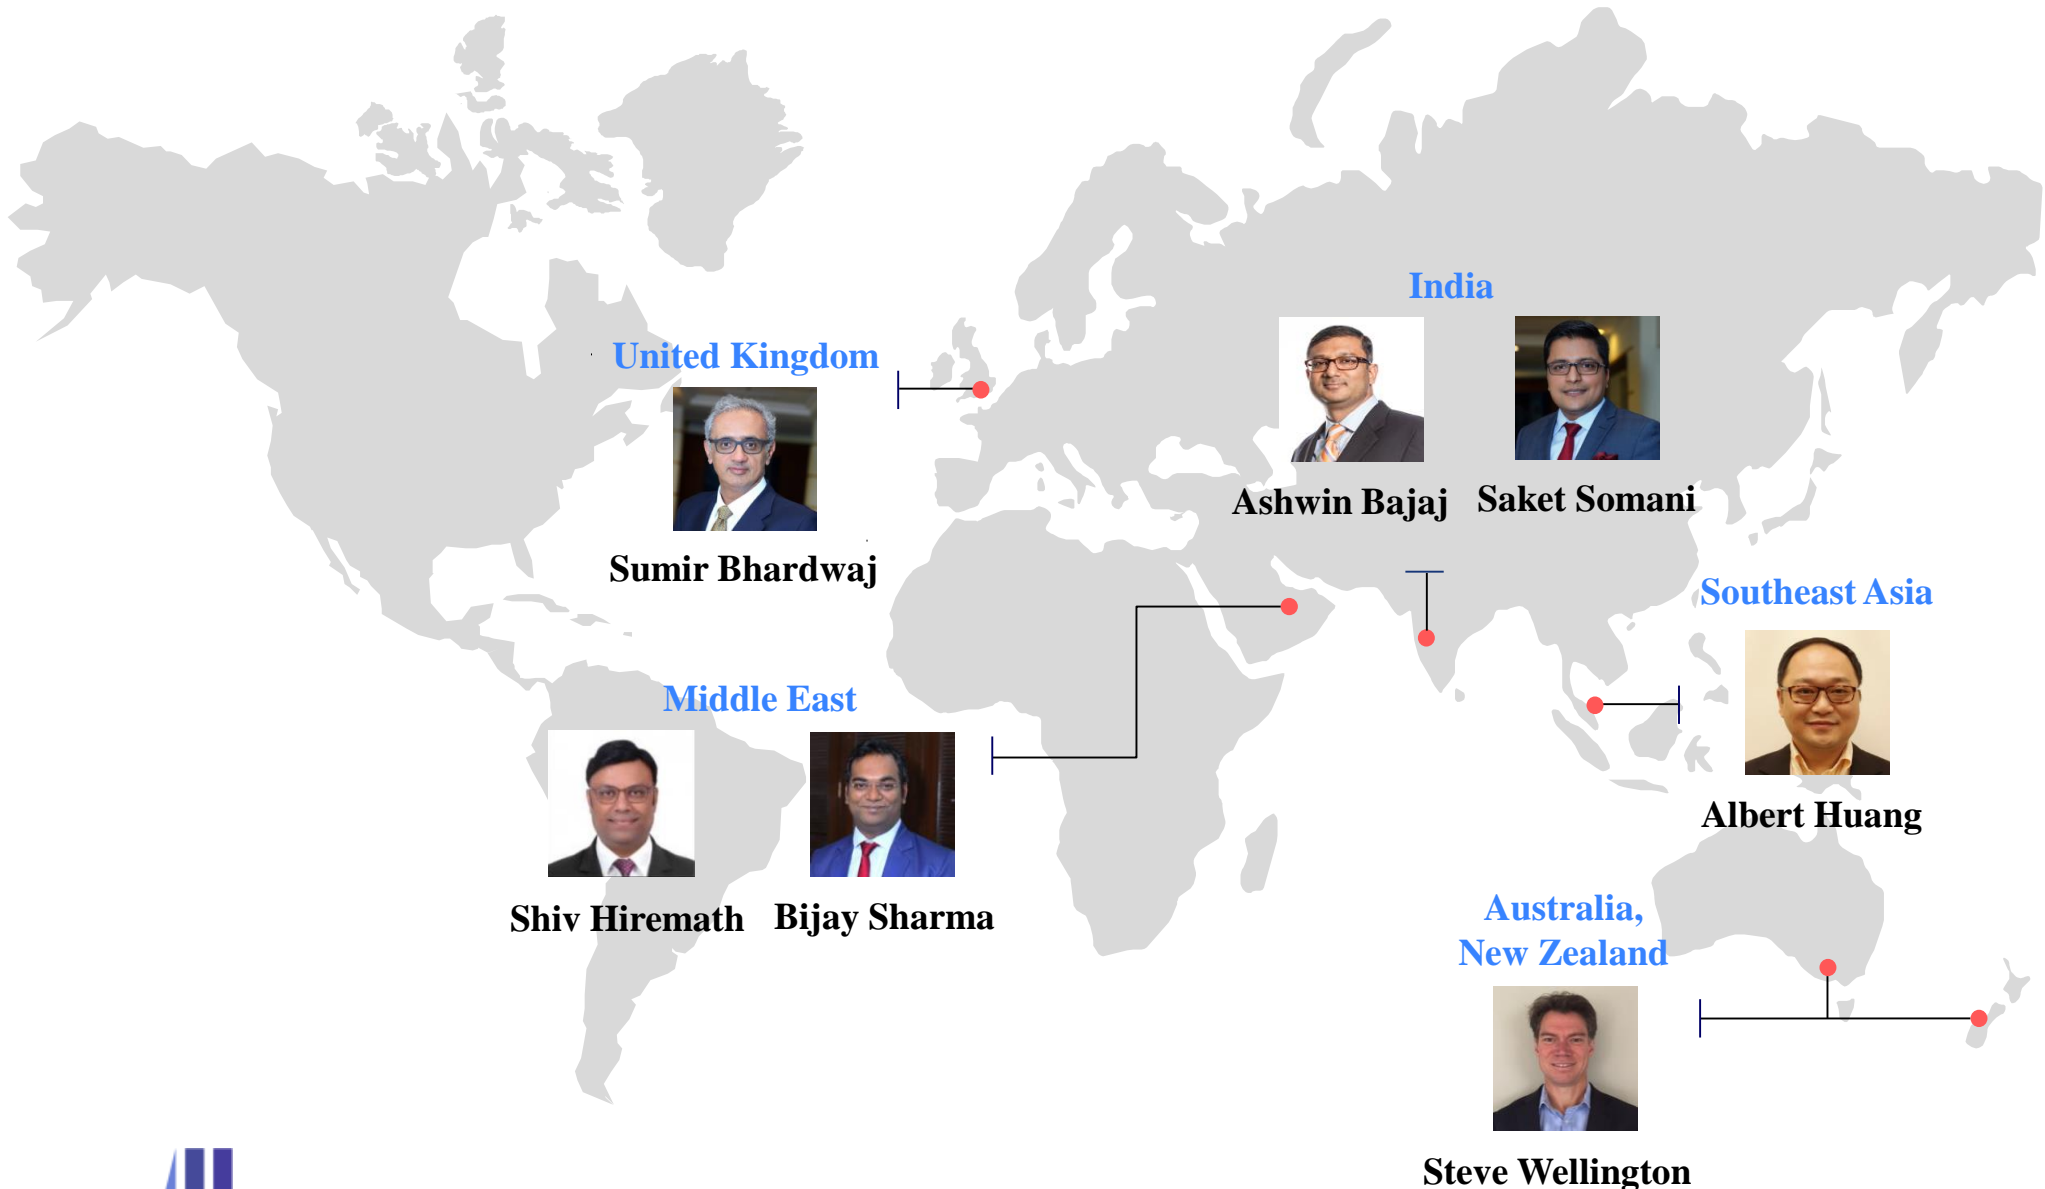 India
United Kingdom
Ashwin Bajaj
Saket Somani
Sumir Bhardwaj
Southeast Asia
Middle East
Albert Huang
Shiv Hiremath
Bijay Sharma
Australia,
New Zealand
Steve Wellington